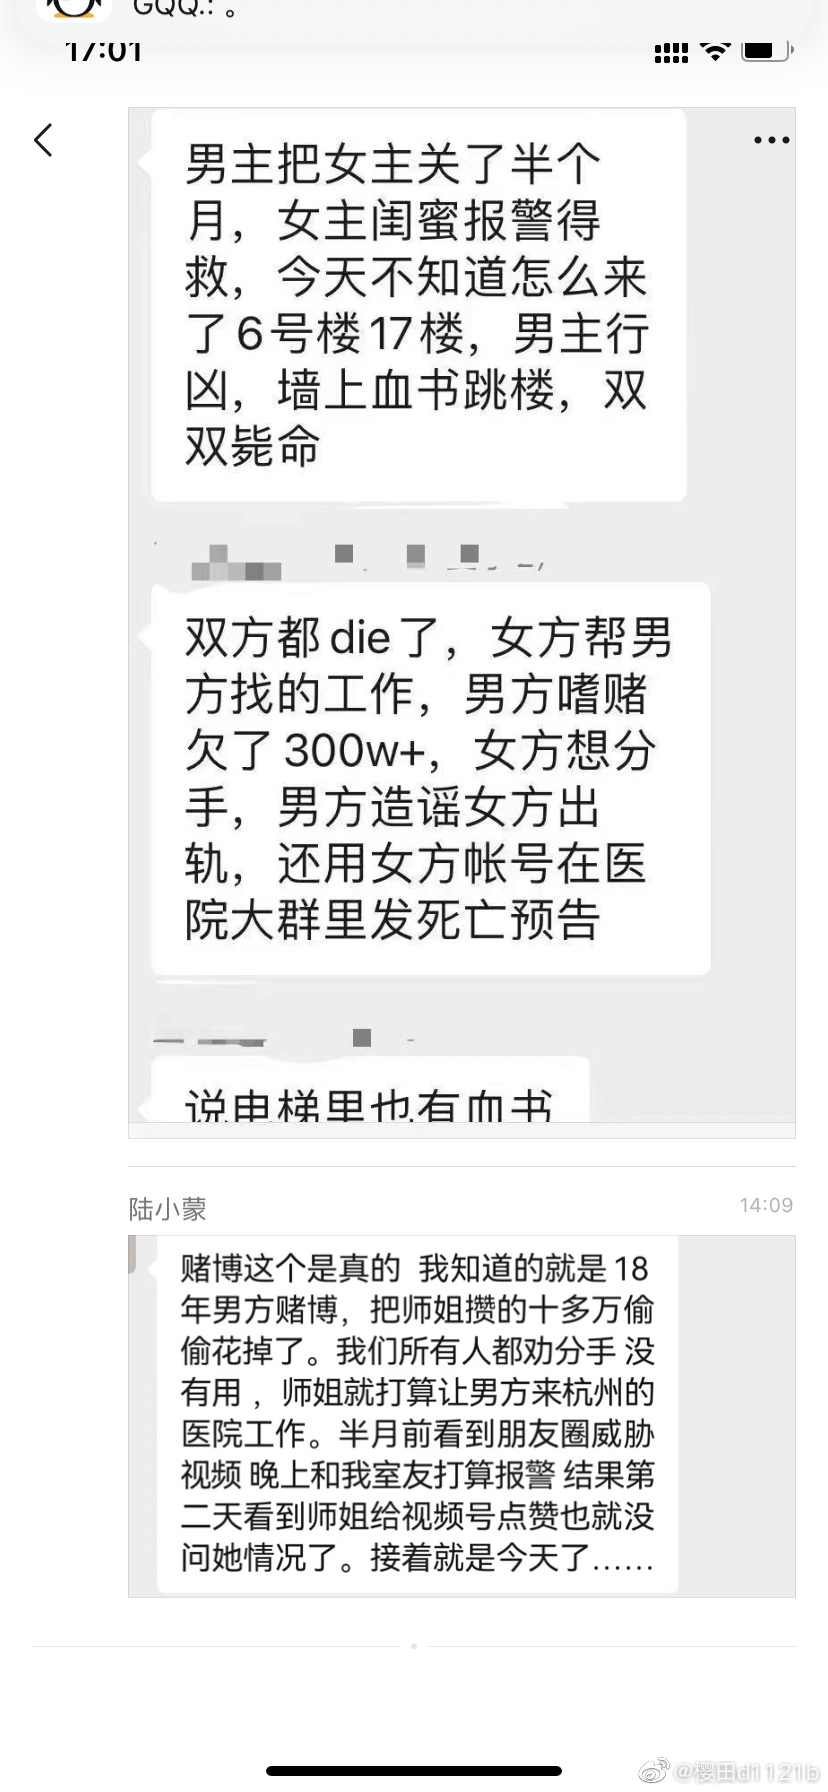 GQQ.: 。
17:01
男主把女主关了半个
月，女主闺蜜报警得
救，今天不知道怎么来
了6号楼17楼，男主行
凶，墙上血书跳楼，双
双毙命
双方都die了，女方帮男
方找的工作，男方嗜赌
欠了300w+，女方想分
手，男方造谣女方出
轨，还用女方帐号在医
院大群里发死亡预告
说电梯里也有血书
陆小蒙
14:09
赌博这个是真的 我知道的就是18
年男方赌博，把师姐攒的十多万偷
偷花掉了。我们所有人都劝分手 没
有用 ，师姐就打算让男方来杭州的
医院工作。半月前看到朋友圈威胁
视频 晚上和我室友打算报警 结果第
二天看到师姐给视频号点赞也就没
问她情况了。接着就是今天了……
@樱田d1121b